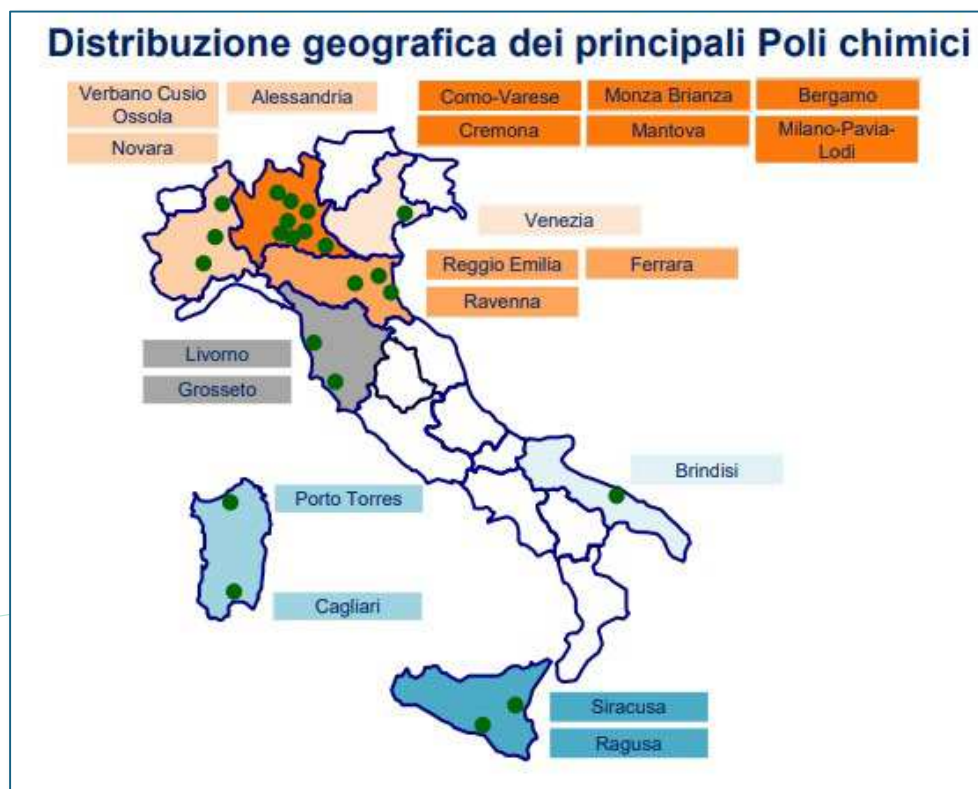 Distribuzione geografica dei principali Poli chimici
Verbano Cusio
Ossola
Alessandria
Novara
Como-Varese
Monza Brianza
Bergamo
Cremona
Mantova
Milano-Pavia-
Lodi
Venezia
Reggio Emilia
Ferrara
Ravenna
Livorno
Grosseto
Brindisi
Porto Torres
Cagliari
Siracusa
Ragusa